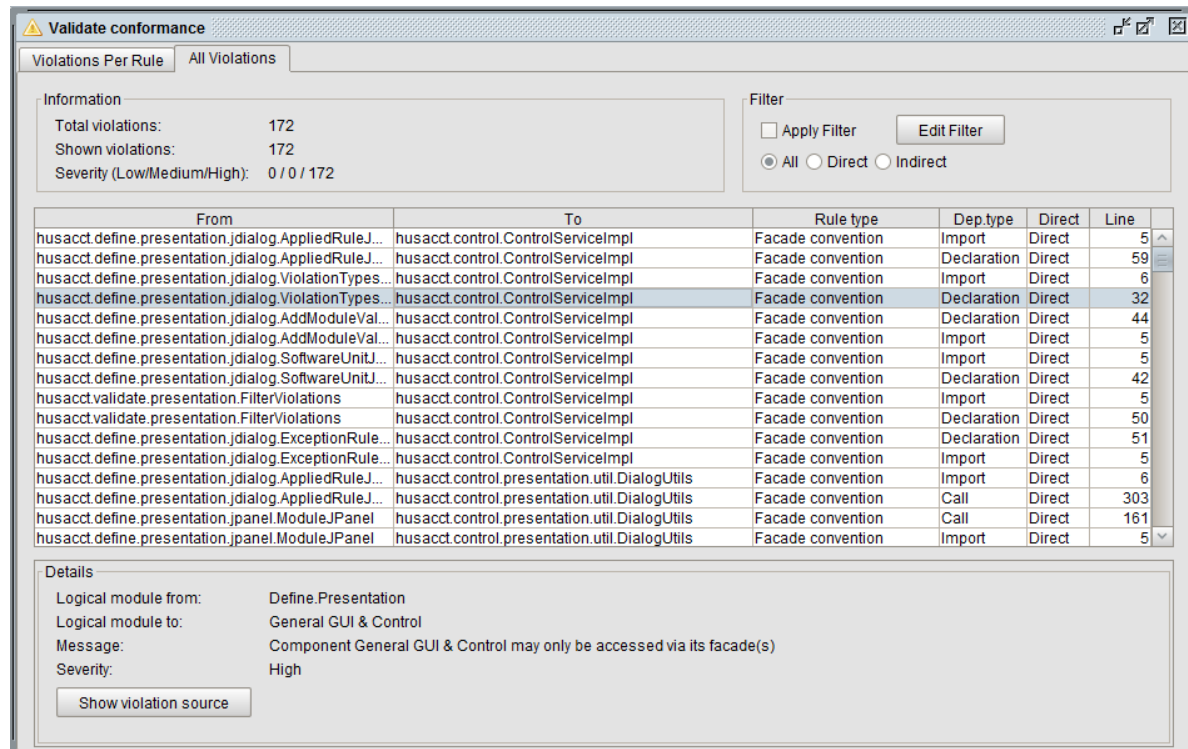 Validate conformance
Violations Per Rule All Violations
Information
Total violations: 172
Shown violations: 172
Severity (Low/Medium/High): 0 / 0 / 172
Filter
Apply Filter Edit Filter
All Direct Indirect
From To Rule type Dep.type Direct Line
husacct.define.presentation.jdialog.AppliedRuleJ... husacct.control.ControlServiceImpl Facade convention Import Direct 5
husacct.define.presentation.jdialog.AppliedRuleJ... husacct.control.ControlServiceImpl Facade convention Declaration Direct 59
husacct.define.presentation.jdialog.ViolationTypes... husacct.control.ControlServiceImpl Facade convention Import Direct 6
husacct.define.presentation.jdialog.ViolationTypes... husacct.control.ControlServiceImpl Facade convention Declaration Direct 32
husacct.define.presentation.jdialog.AddModuleVal... husacct.control.ControlServiceImpl Facade convention Declaration Direct 44
husacct.define.presentation.jdialog.AddModuleVal... husacct.control.ControlServiceImpl Facade convention Import Direct 5
husacct.define.presentation.jdialog.SoftwareUnitJ... husacct.control.ControlServiceImpl Facade convention Import Direct 5
husacct.define.presentation.jdialog.SoftwareUnitJ... husacct.control.ControlServiceImpl Facade convention Declaration Direct 42
husacct.validate.presentation.FilterViolations husacct.control.ControlServiceImpl Facade convention Import Direct 5
husacct.validate.presentation.FilterViolations husacct.control.ControlServiceImpl Facade convention Declaration Direct 50
husacct.define.presentation.jdialog.ExceptionRule... husacct.control.ControlServiceImpl Facade convention Declaration Direct 51
husacct.define.presentation.jdialog.ExceptionRule... husacct.control.ControlServiceImpl Facade convention Import Direct 5
husacct.define.presentation.jdialog.AppliedRuleJ... husacct.control.presentation.util.DialogUtils Facade convention Import Direct 6
husacct.define.presentation.jdialog.AppliedRuleJ... husacct.control.presentation.util.DialogUtils Facade convention Call Direct 303
husacct.define.presentation.jpanel.ModuleJPanel husacct.control.presentation.util.DialogUtils Facade convention Call Direct 161
husacct.define.presentation.jpanel.ModuleJPanel husacct.control.presentation.util.DialogUtils Facade convention Import Direct 5
Details
Logical module from: Define.Presentation
Logical module to: General GUI & Control
Message: Component General GUI & Control may only be accessed via its facade(s)
Severity: High
Show violation source